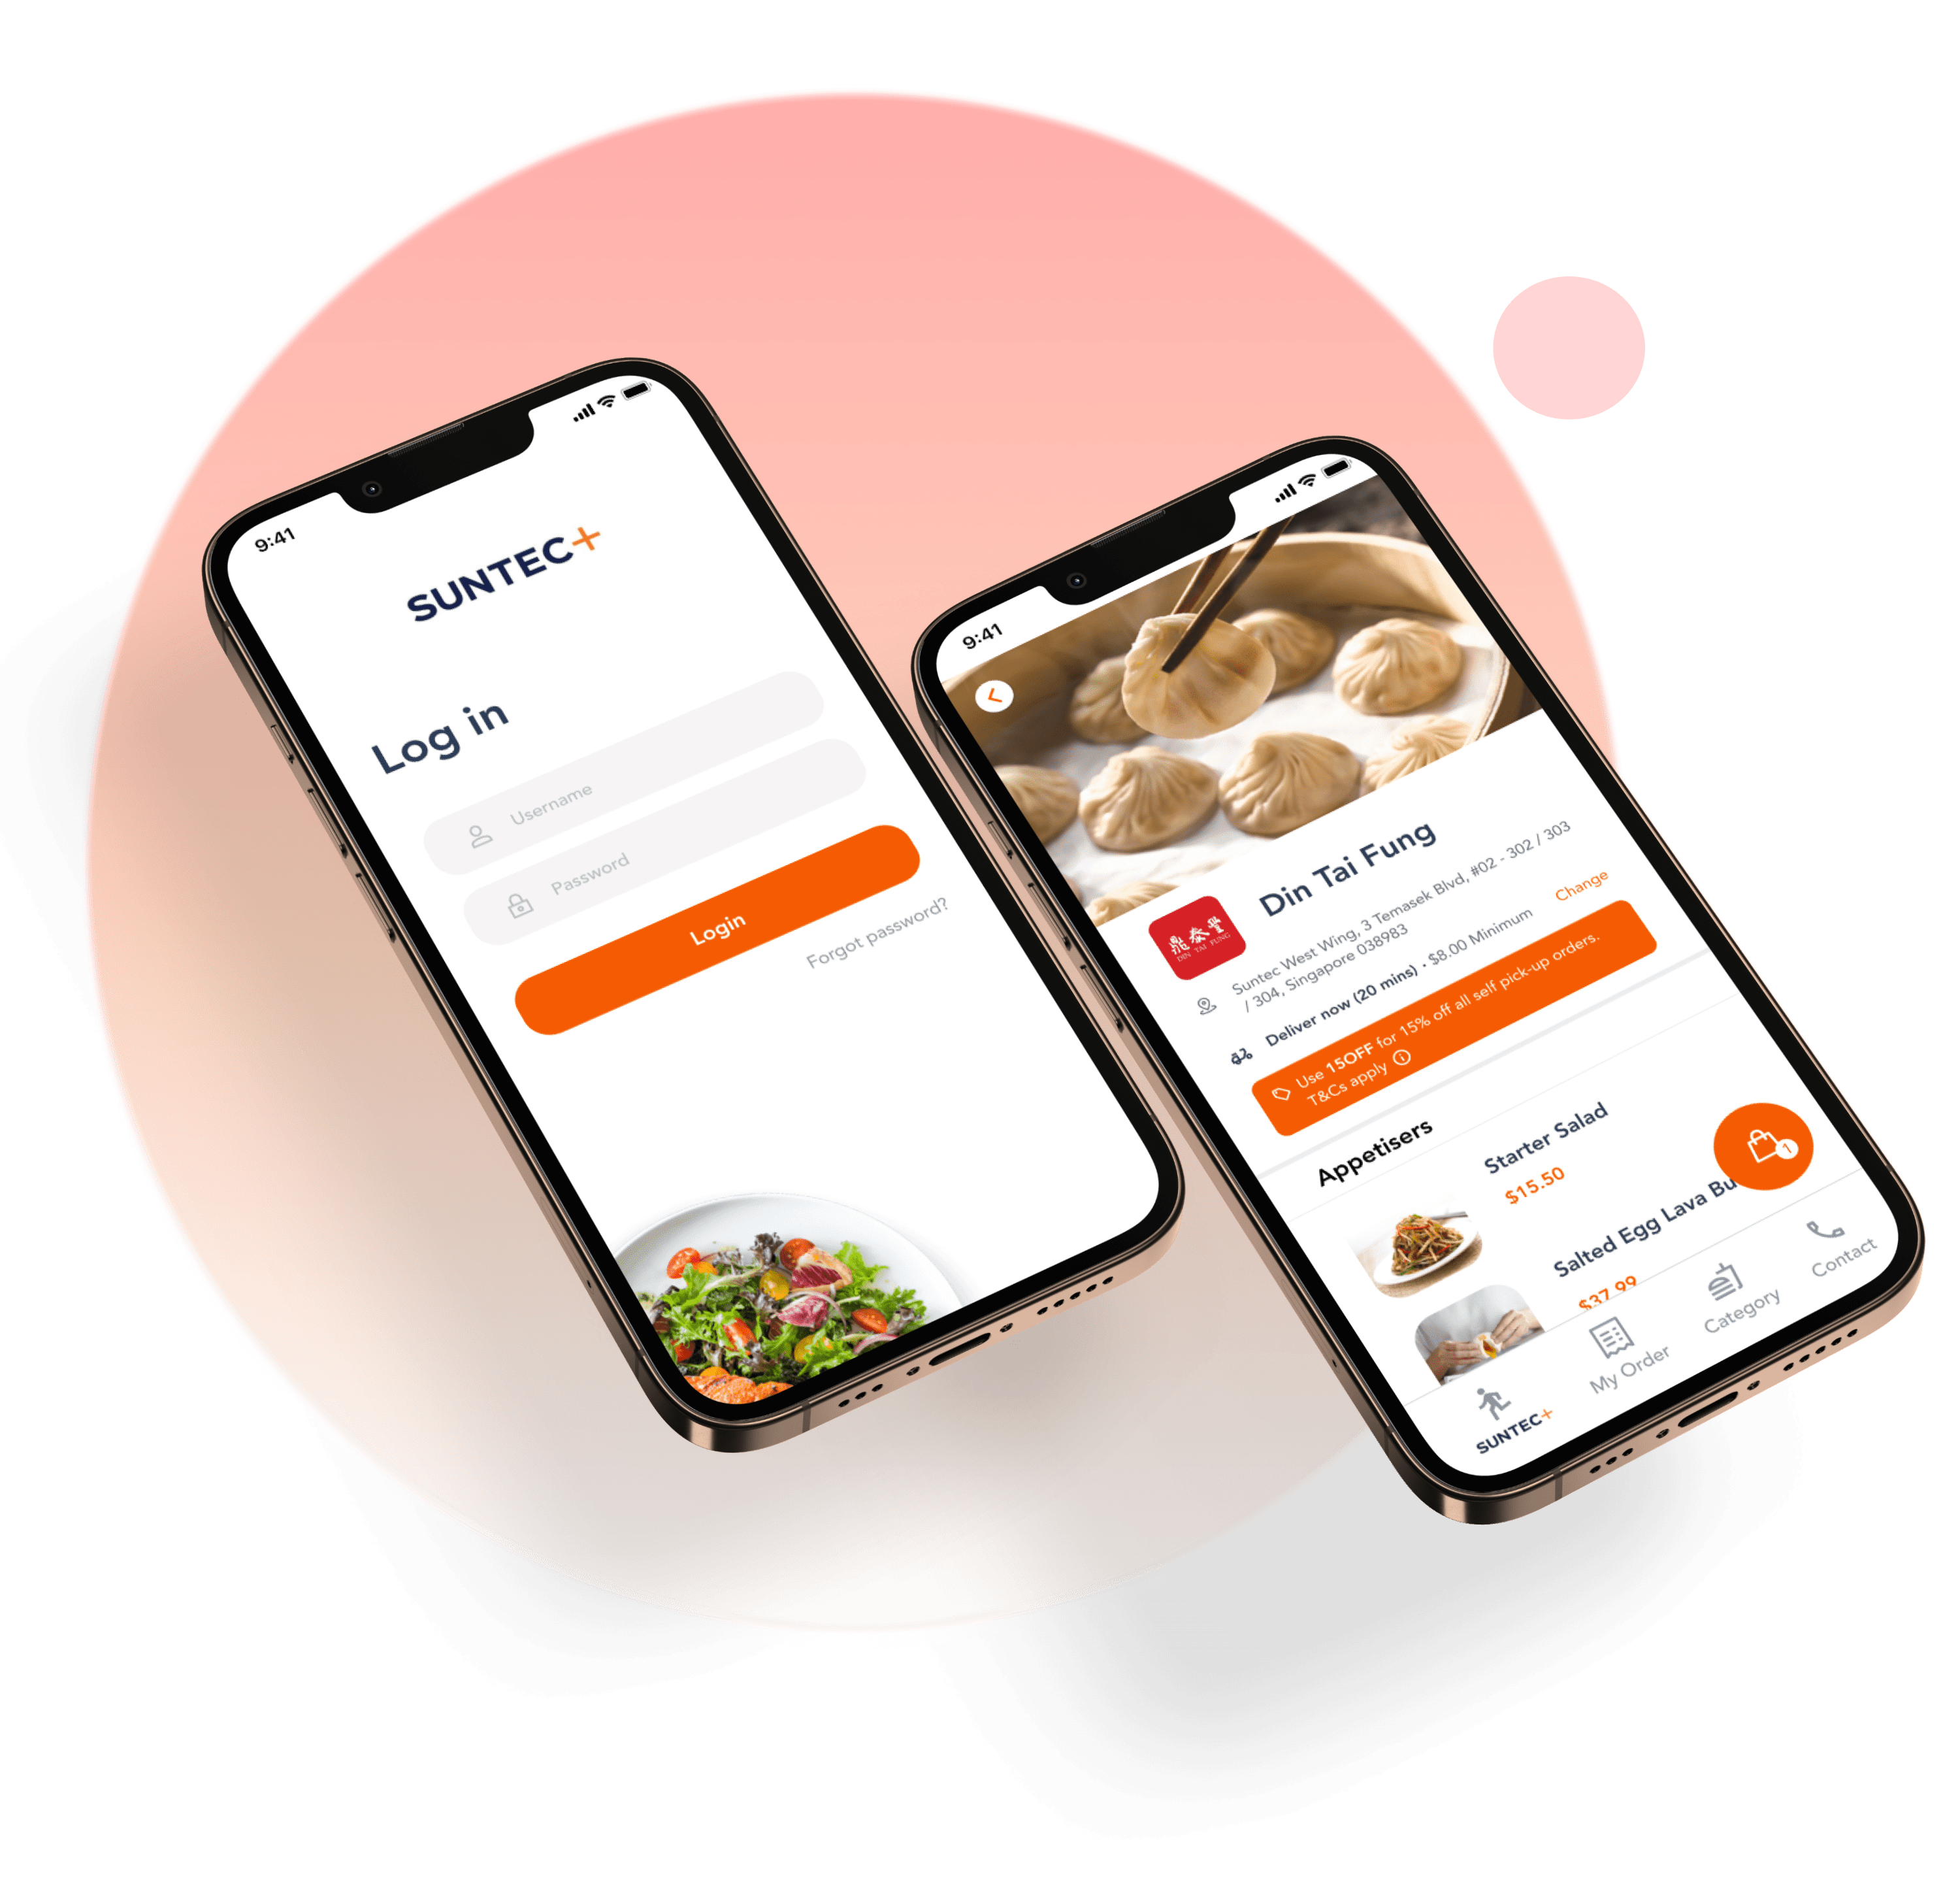 9:41
SUNTEC+
Log in
Username
Password
Login
Forgot password?
9:41
Din Tai Fung
鼎泰豐
DIN TAI FUNG
Suntec West Wing, 3 Temasek Blvd, #02 - 302 / 303
/ 304, Singapore 038983
Deliver now (20 mins) • $8.00 Minimum
Change
Use 15OFF for 15% off all self pick-up orders.
T&Cs apply
Appetisers
Starter Salad
$15.50
Salted Egg Lava Bu
$37.99
1
SUNTEC+
My Order
Category
Contact